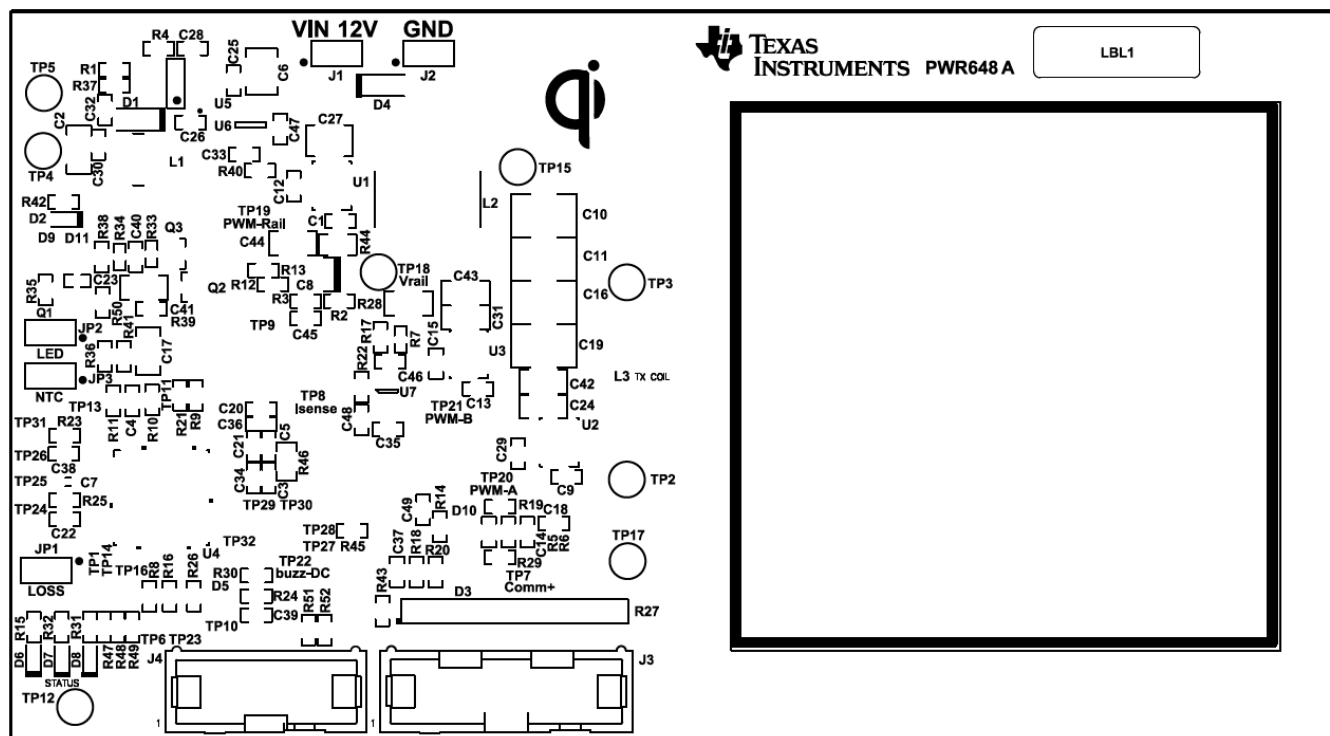 VIN 12V GND
R4 C28
C25
C6
J1 J2
TEXAS
INSTRUMENTS PWR648 A
LBL1
TP5
R1
R37
C32
D1
U5
D4
C2
C26
U6
C47
C27
TP4
C30
L1
C33
R40
C12
U1
TP15
R42
D2
D9 D11
R38
R34
C40
R33
Q3
TP19
PWM-Rail
C1
L2
C10
C44
R44
C11
R13
R12
Q2
C8
TP18
Vrail
C43
C16
TP3
R35
C23
R50
C41
R39
Q1
R3
R2
R28
C31
JP2
LED
R41
R36
C17
TP9
C45
R17
R7
C15
U3
C19
JP3
NTC
R22
C46
U7
L3 TX COIL
C42
C24
TP13
R11
C4
R10
TP11
R21
R9
C20
C36
TP8
Isense
C48
C35
TP21
PWM-B
C13
U2
TP31
R23
TP26
C38
C21
C5
R46
C29
TP25
C7
C34
C3
TP20
PWM-A
C9
TP2
TP24
R25
C22
TP29 TP30
C49
R14
D10
R19
C18
TP28
TP27
R45
C14
R5
R6
TP17
JP1
LOSS
TP1
TP14
TP16
U4
TP32
R8
R16
R26
D5
R30
TP22
buzz-DC
C37
R18
R20
R29
TP7
Comm+
R24
R43
D3
R27
TP10
C39
R51
R52
R15
R32
R31
TP6 TP23
D6
D7
D8
R47
R48
R49
J4
J3
STATUS
TP12
1
1